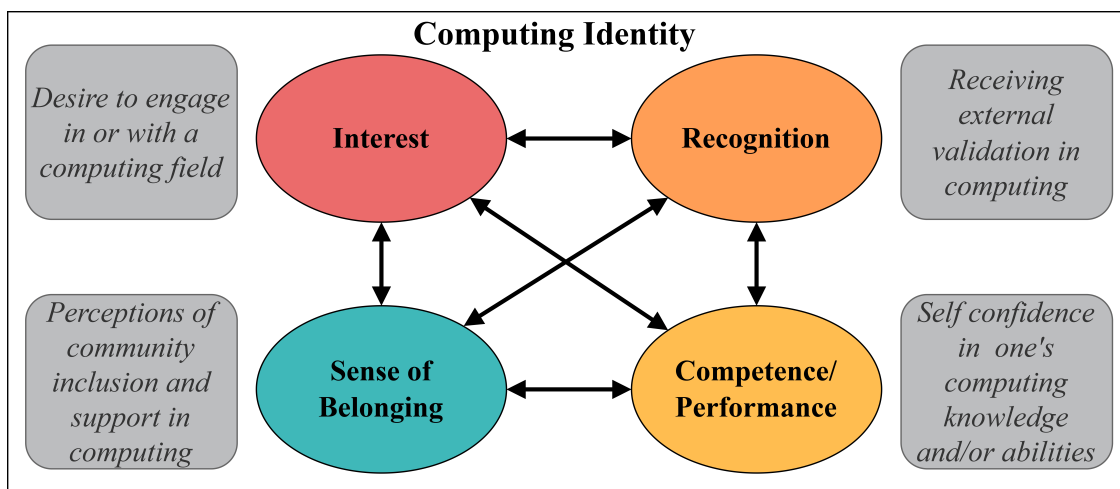 Computing Identity
Desire to engage
in or with a
computing field
Interest
Recognition
Receiving
external
validation in
computing
Perceptions of
community
inclusion and
support in
computing
Sense of
Belonging
Competence/
Performance
Self confidence
in one's
computing
knowledge
and/or abilities